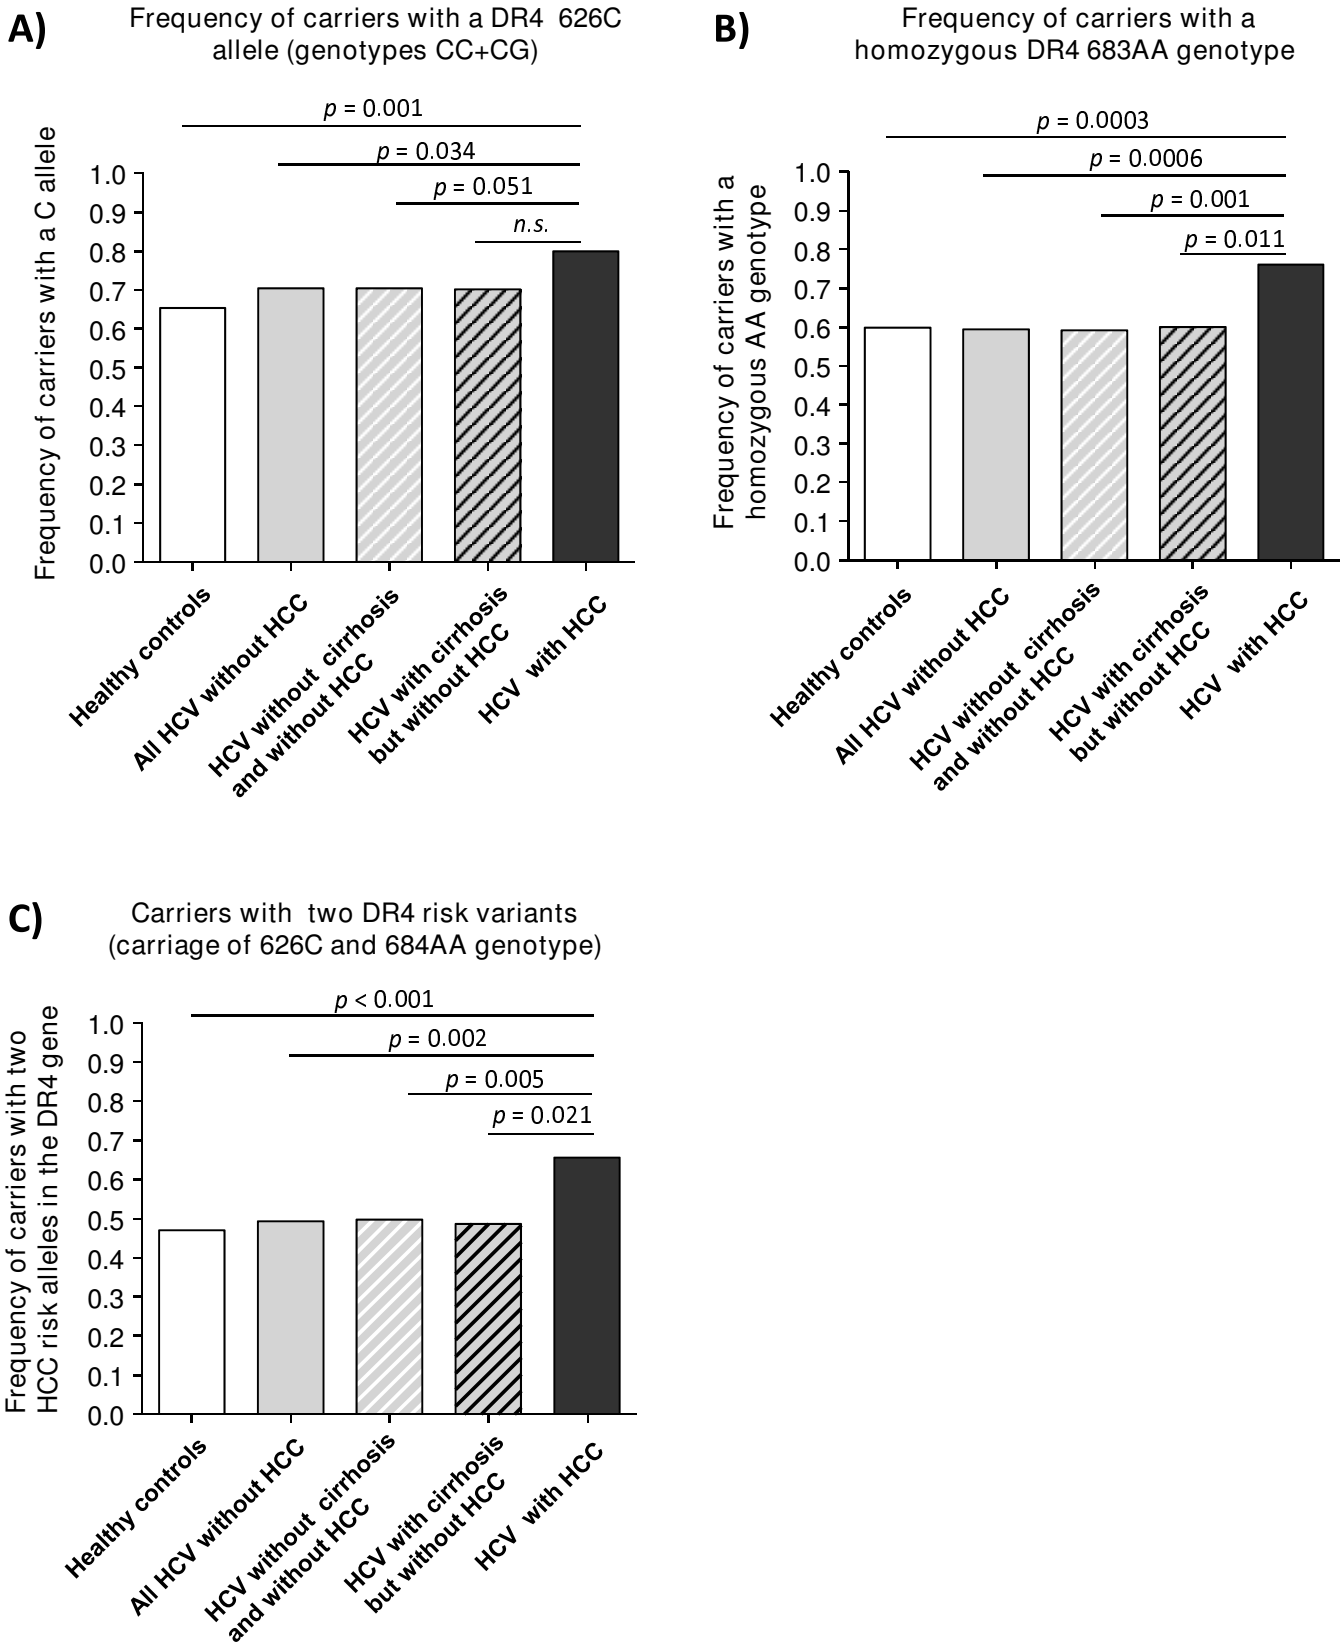 A)
Frequency of carriers with a DR4 626C
allele (genotypes CC+CG)
p = 0.001
p = 0.034
p = 0.051
n.s.
Frequency of carriers with a C allele
1.0
0.9
0.8
0.7
0.6
0.5
0.4
0.3
0.2
0.1
0.0
Healthy controls
All HCV without HCC
HCV without cirrhosis
and without HCC
HCV with cirrhosis
but without HCC
HCV with HCC
B)
Frequency of carriers with a
homozygous DR4 683AA genotype
p = 0.0003
p = 0.0006
p = 0.001
p = 0.011
Frequency of carriers with a
homozygous AA genotype
1.0
0.9
0.8
0.7
0.6
0.5
0.4
0.3
0.2
0.1
0.0
Healthy controls
All HCV without HCC
HCV without cirrhosis
and without HCC
HCV with cirrhosis
but without HCC
HCV with HCC
C)
Carriers with two DR4 risk variants
(carriage of 626C and 684AA genotype)
p < 0.001
p = 0.002
p = 0.005
p = 0.021
Frequency of carriers with two
HCC risk alleles in the DR4 gene
1.0
0.9
0.8
0.7
0.6
0.5
0.4
0.3
0.2
0.1
0.0
Healthy controls
All HCV without HCC
HCV without cirrhosis
and without HCC
HCV with cirrhosis
but without HCC
HCV with HCC